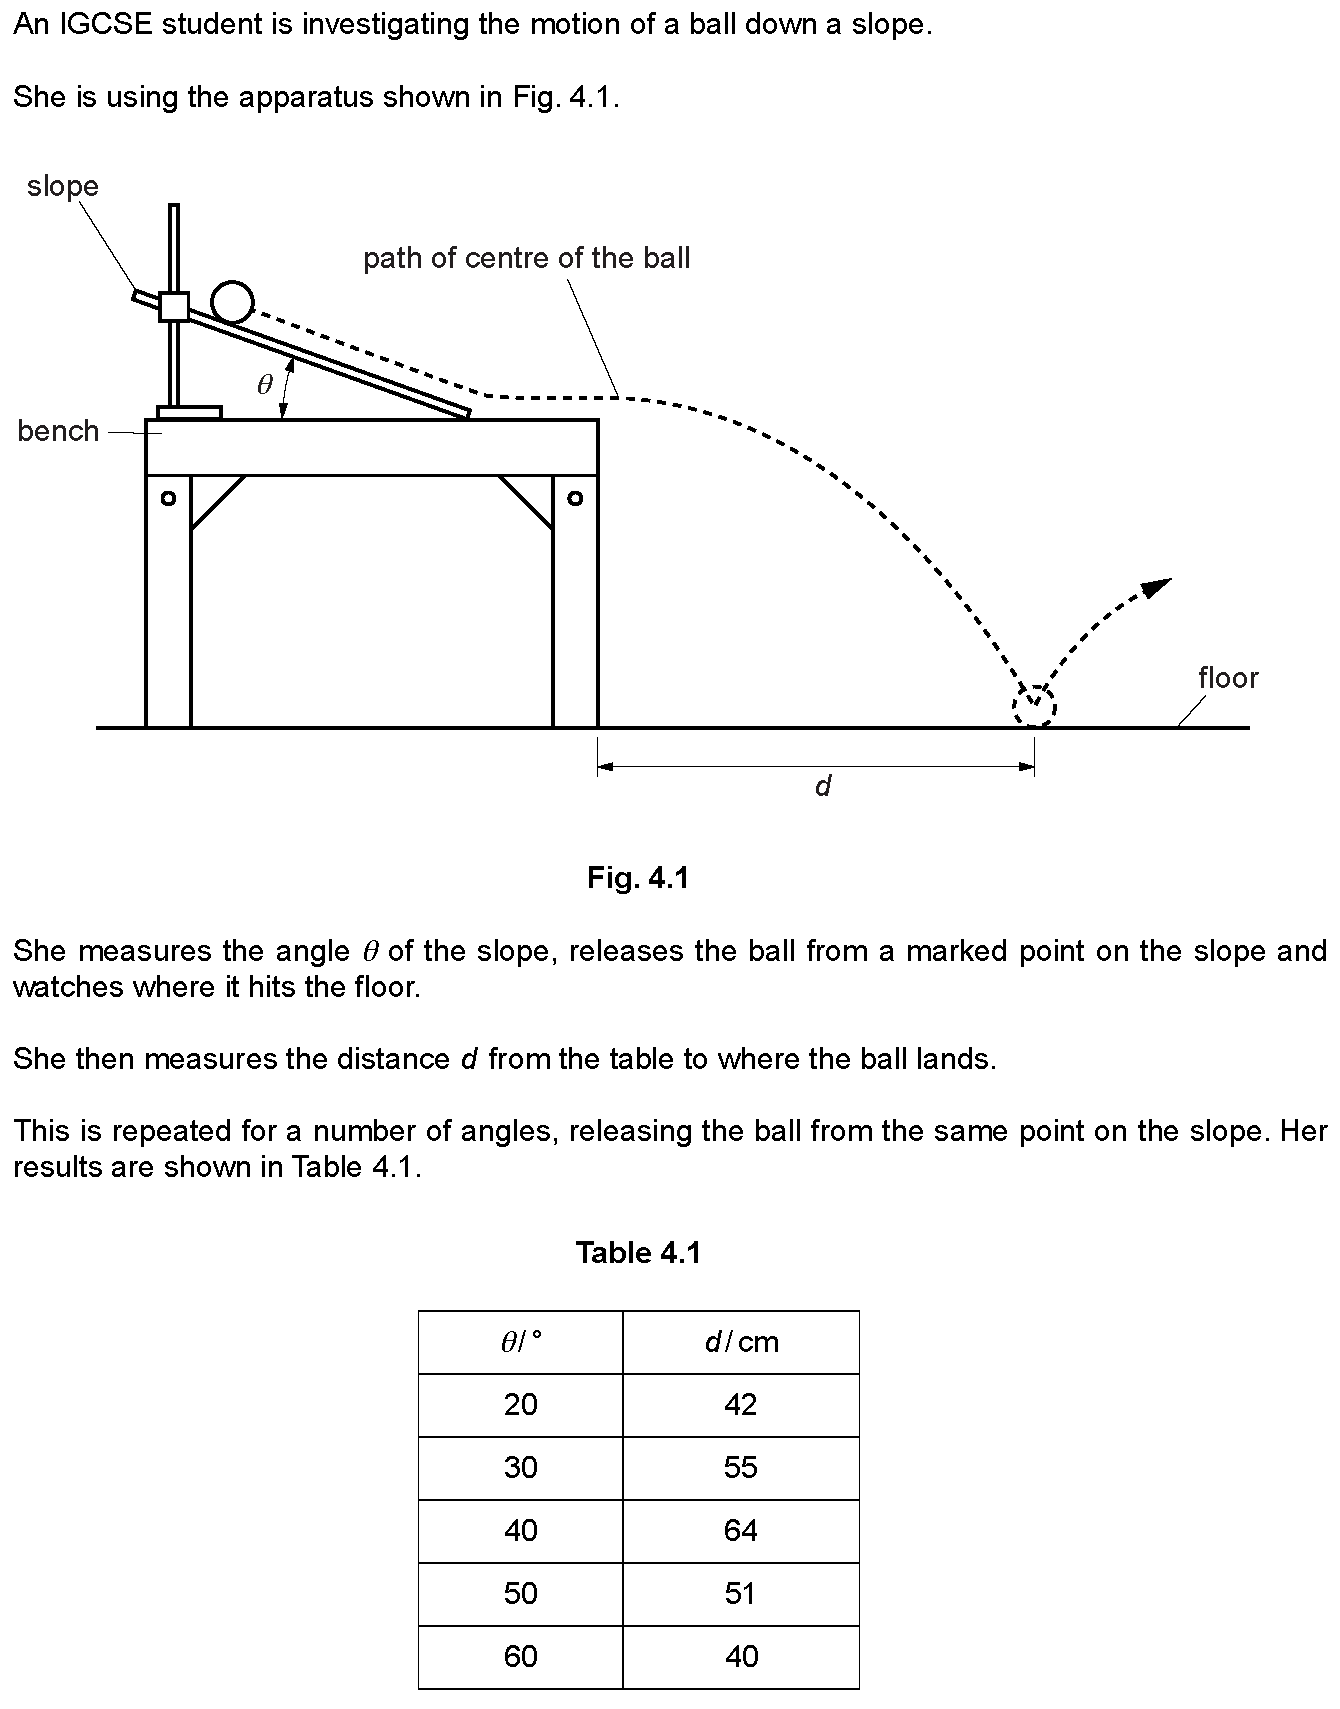 An IGCSE student is investigating the motion of a ball down a slope.
She is using the apparatus shown in Fig. 4.1.
slope
path of centre of the ball
θ
bench
floor
d
Fig. 4.1
She measures the angle θ of the slope, releases the ball from a marked point on the slope and
watches where it hits the floor.
She then measures the distance d from the table to where the ball lands.
This is repeated for a number of angles, releasing the ball from the same point on the slope. Her
results are shown in Table 4.1.
Table 4.1
θ/° d/cm
20 42
30 55
40 64
50 51
60 40